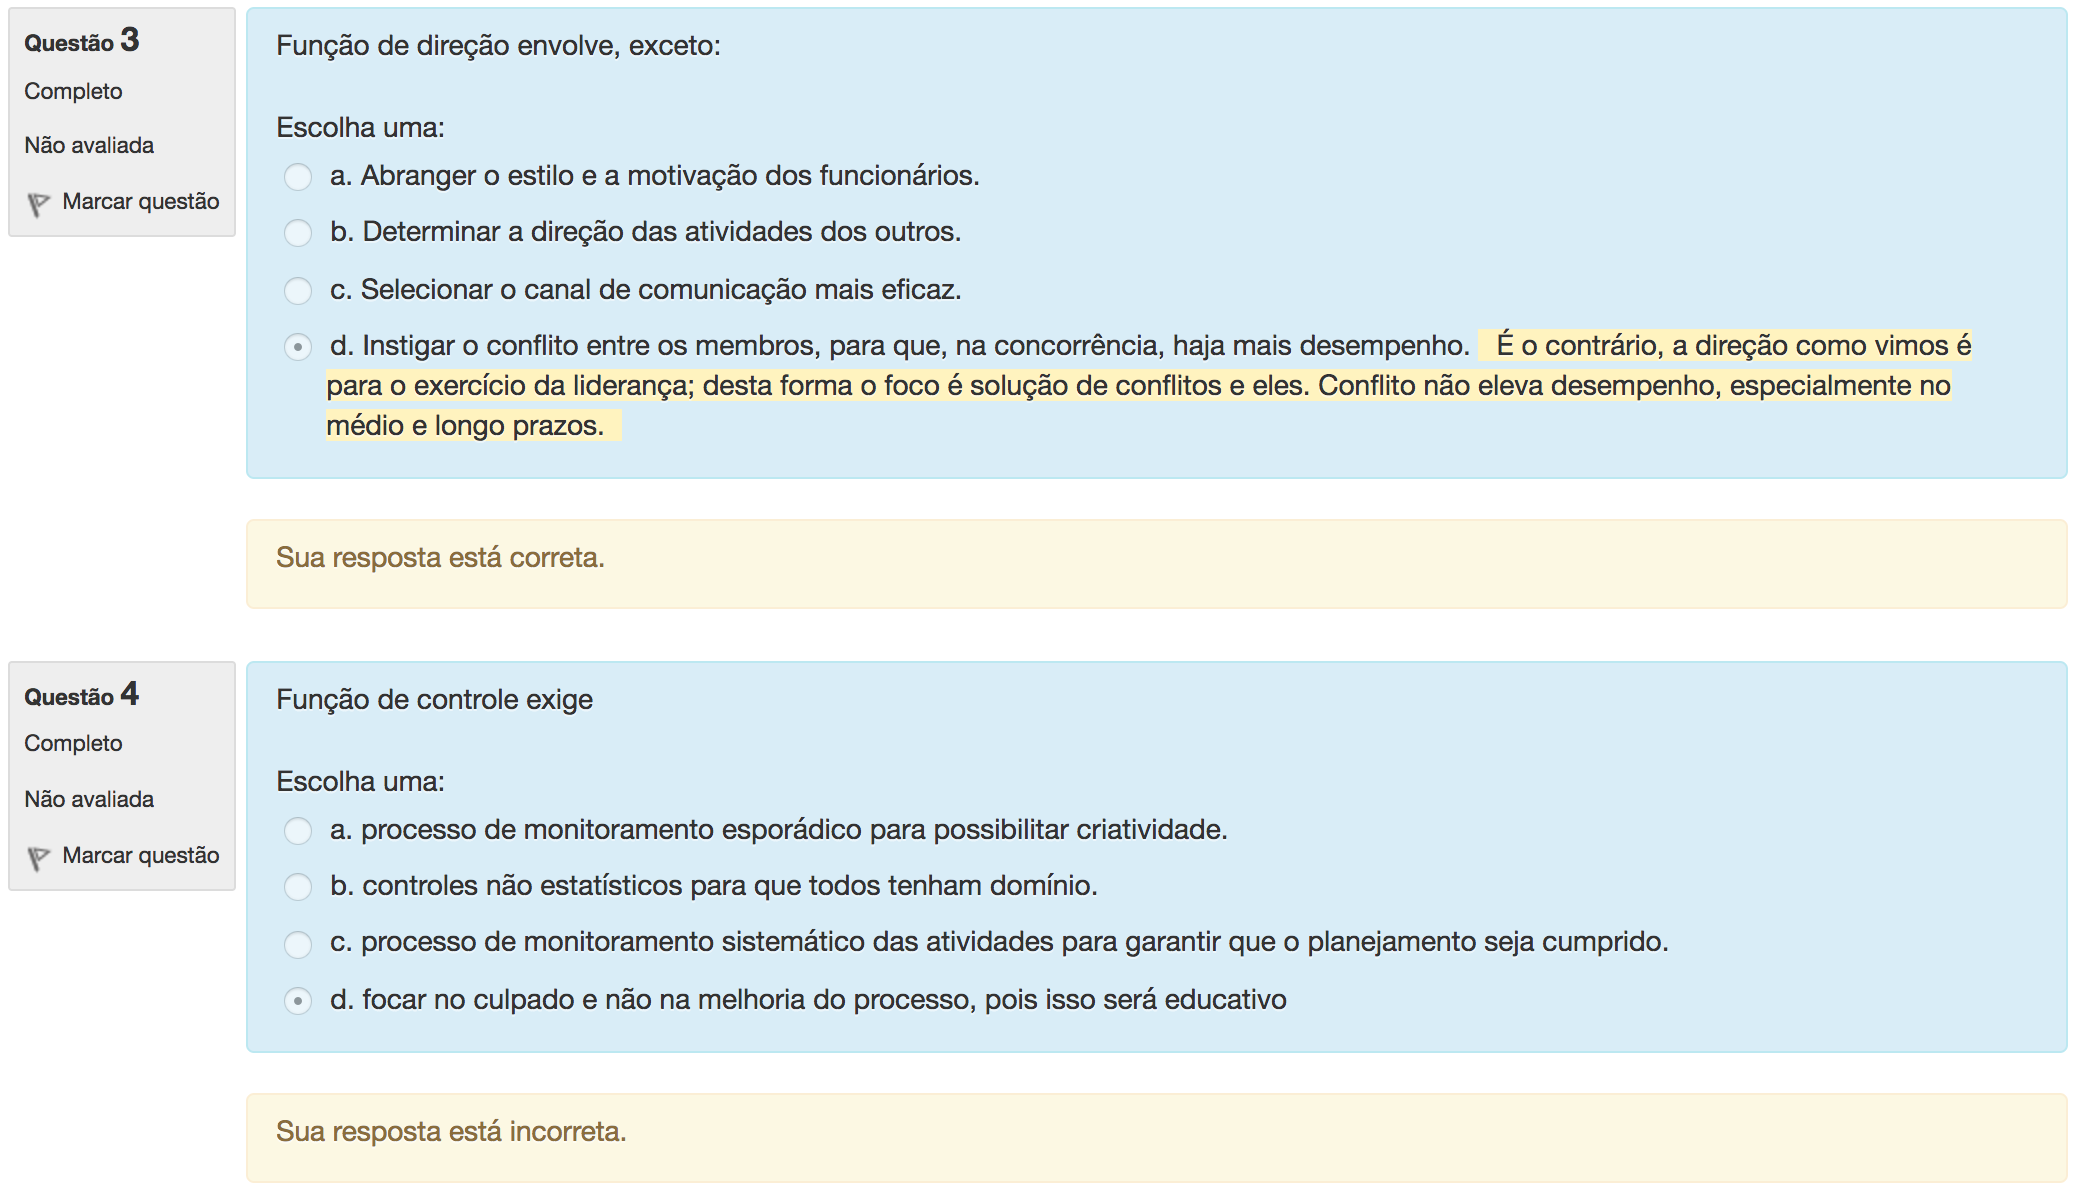 Questão 3
Completo
Não avaliada
Marcar questão
Função de direção envolve, exceto:
Escolha uma:
a. Abranger o estilo e a motivação dos funcionários.
b. Determinar a direção das atividades dos outros.
c. Selecionar o canal de comunicação mais eficaz.
d. Instigar o conflito entre os membros, para que, na concorrência, haja mais desempenho. É o contrário, a direção como vimos é
para o exercício da liderança; desta forma o foco é solução de conflitos e eles. Conflito não eleva desempenho, especialmente no
médio e longo prazos.
Sua resposta está correta.
Questão 4
Completo
Não avaliada
Marcar questão
Função de controle exige
Escolha uma:
a. processo de monitoramento esporádico para possibilitar criatividade.
b. controles não estatísticos para que todos tenham domínio.
c. processo de monitoramento sistemático das atividades para garantir que o planejamento seja cumprido.
d. focar no culpado e não na melhoria do processo, pois isso será educativo
Sua resposta está incorreta.